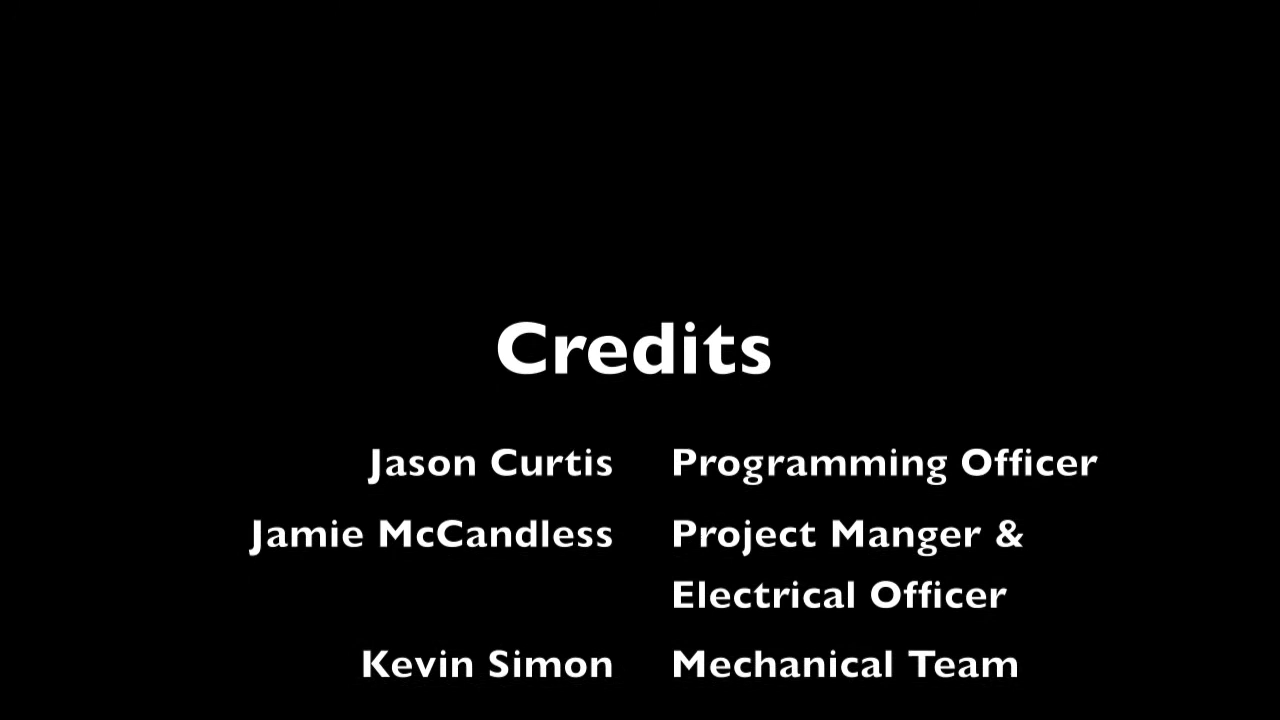 Credits
Jason Curtis Programming Officer
Jamie McCandless Project Manger &
Electrical Officer
Kevin Simon Mechanical Team